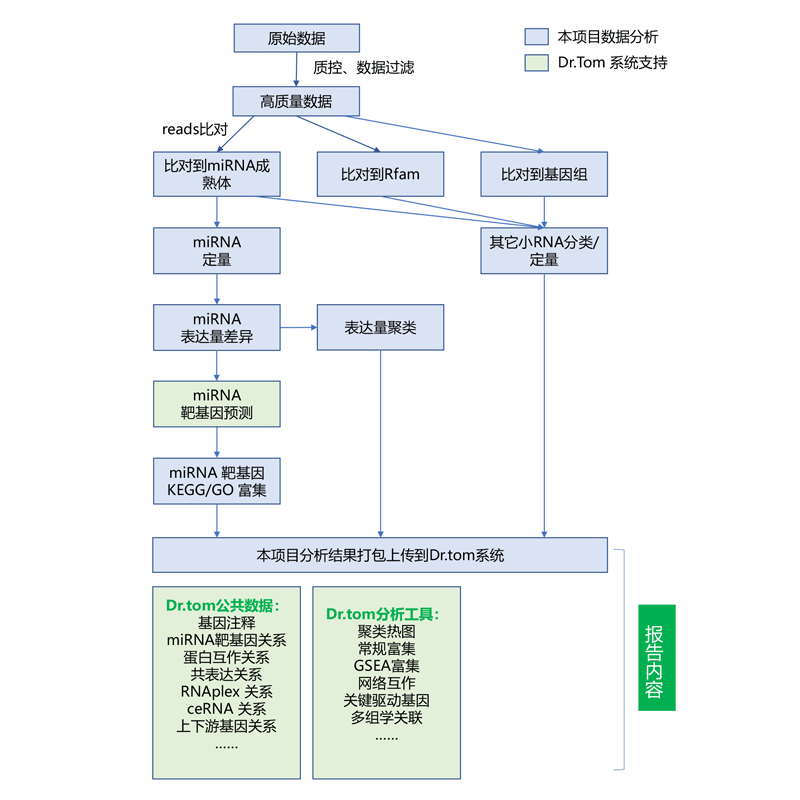 原始数据
本项目数据分析
Dr.Tom 系统支持
质控、数据过滤
高质量数据
reads比对
比对到miRNA成
熟体
比对到Rfam
比对到基因组
miRNA
定量
其它小RNA分类/
定量
miRNA
表达量差异
表达量聚类
miRNA
靶基因预测
miRNA 靶基因
KEGG/GO 富集
本项目分析结果打包上传到Dr.tom系统
Dr.tom公共数据：
基因注释
miRNA靶基因关系
蛋白互作关系
共表达关系
RNAplex 关系
ceRNA 关系
上下游基因关系
......
Dr.tom分析工具：
聚类热图
常规富集
GSEA富集
网络互作
关键驱动基因
多组学关联
......
报告内容